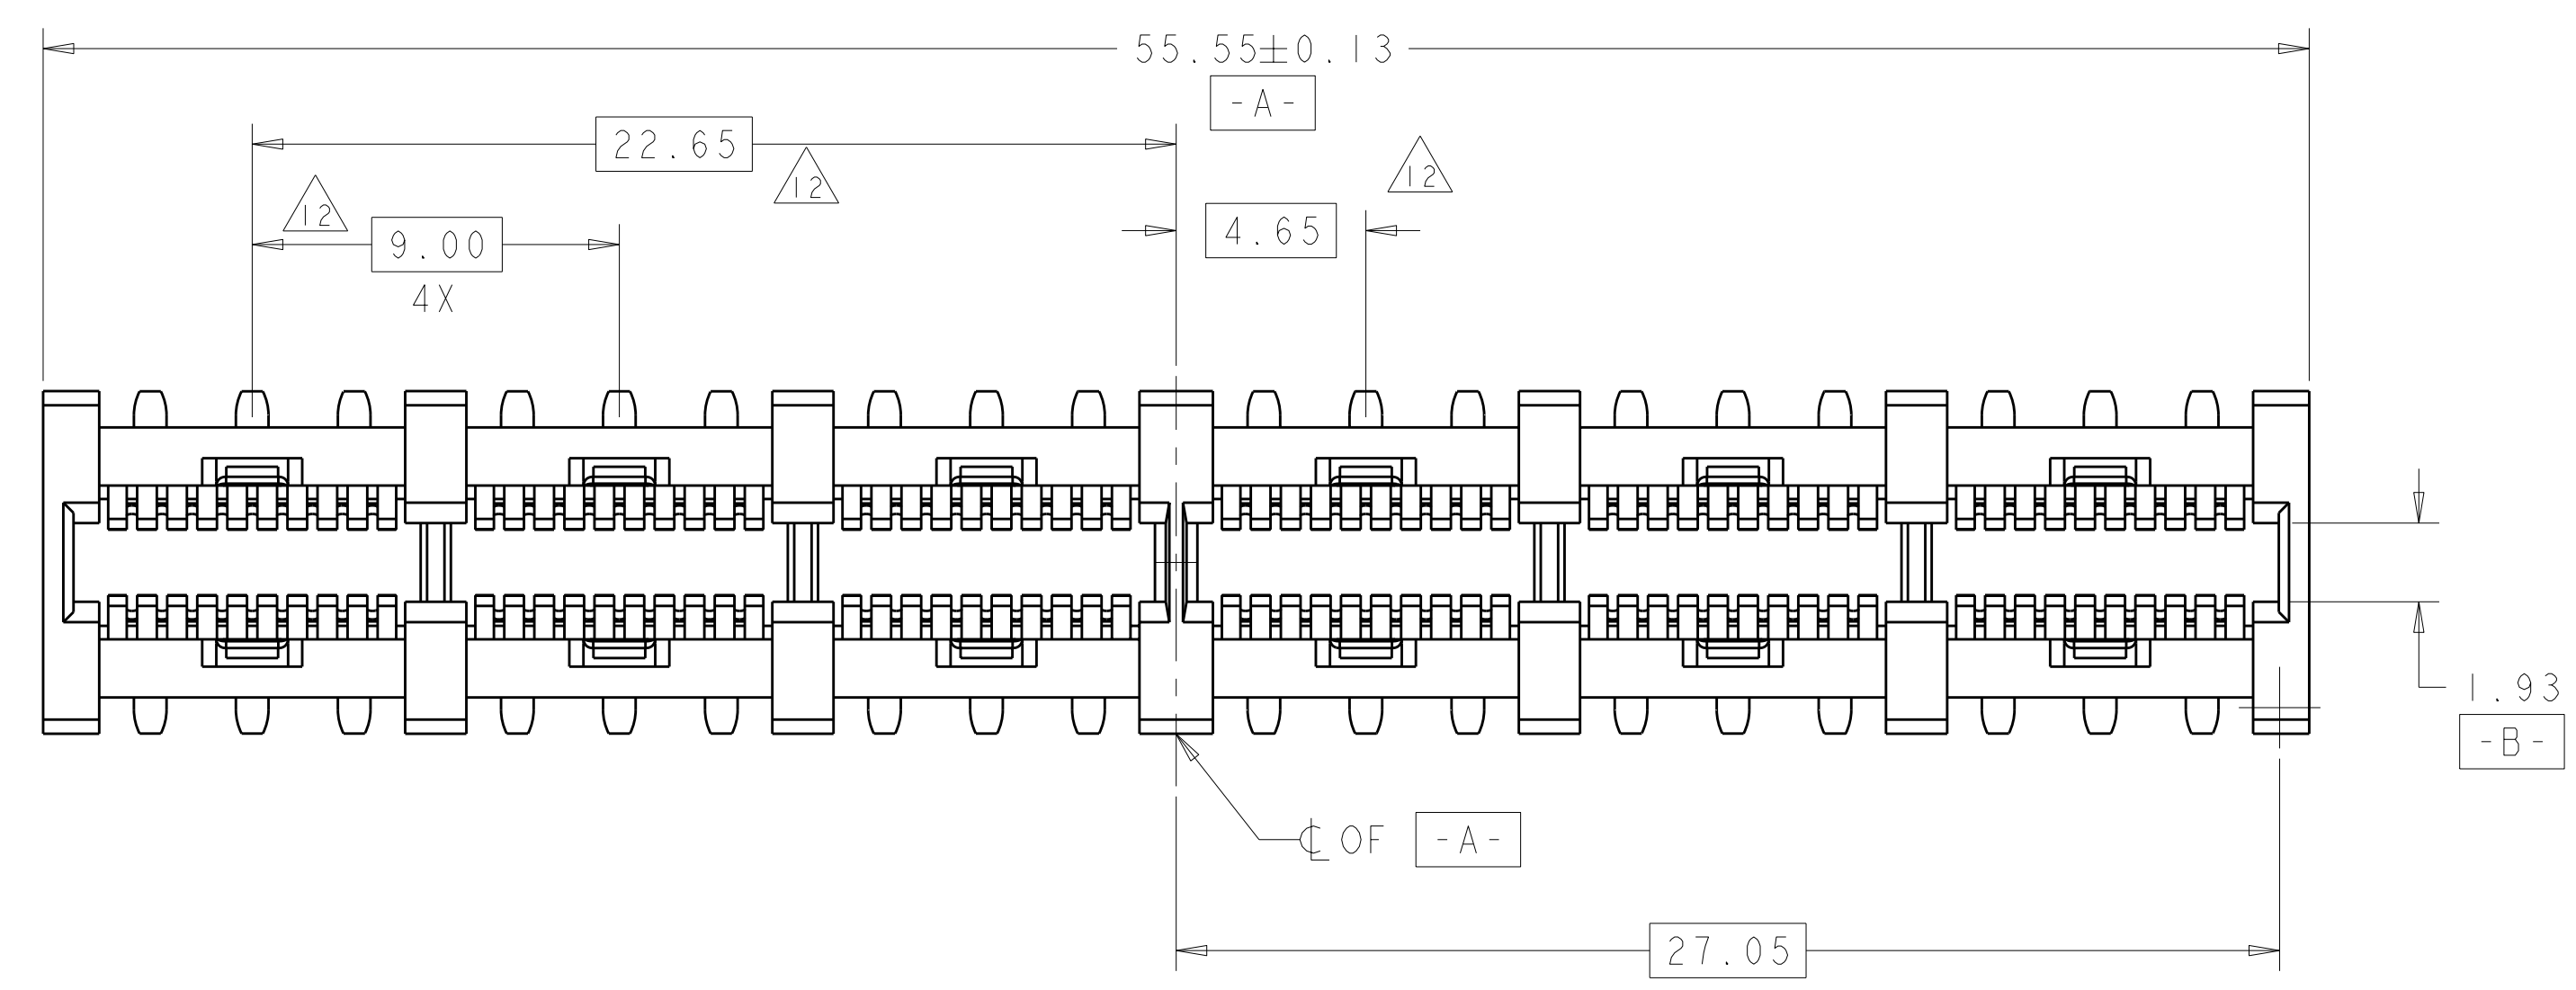 55.55±0.13
-A-
22.65
12
12
12
9.00
4X
4.65
1.93
-B-
℄ OF -A-
27.05